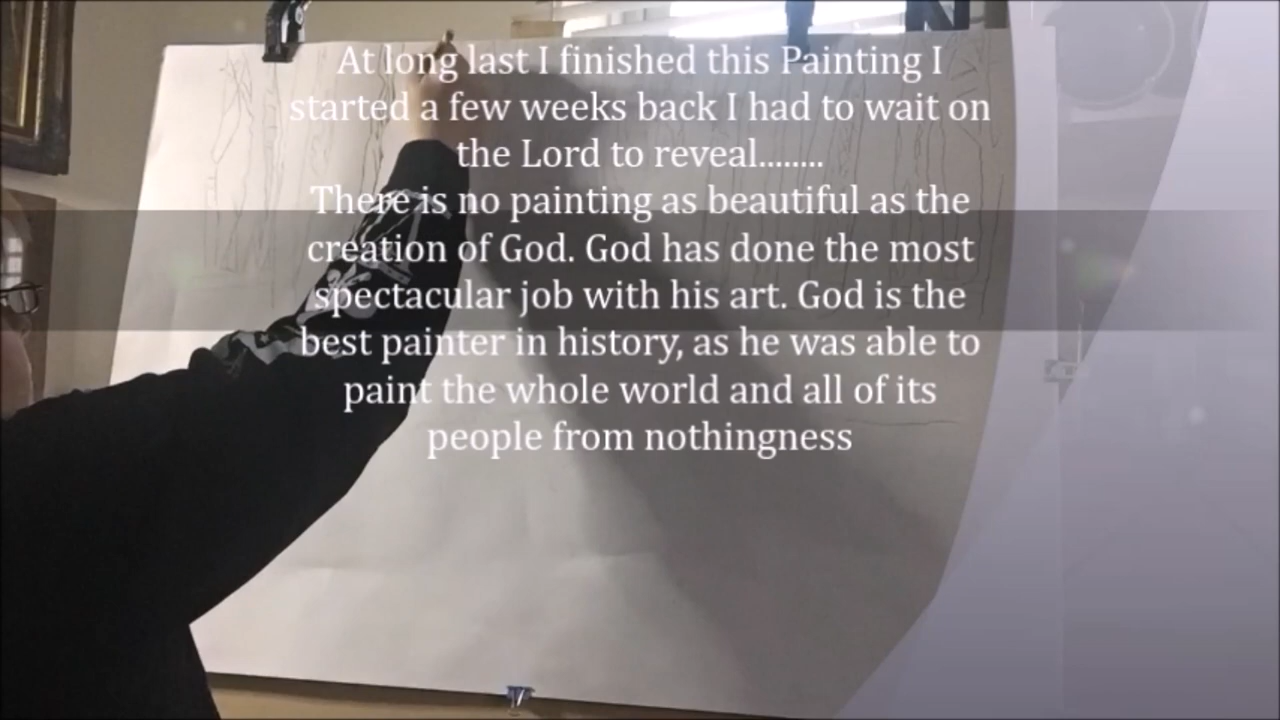 At long last I finished this Painting I
started a few weeks back I had to wait on
the Lord to reveal........
There is no painting as beautiful as the
creation of God. God has done the most
spectacular job with his art. God is the
best painter in history, as he was able to
paint the whole world and all of its
people from nothingness